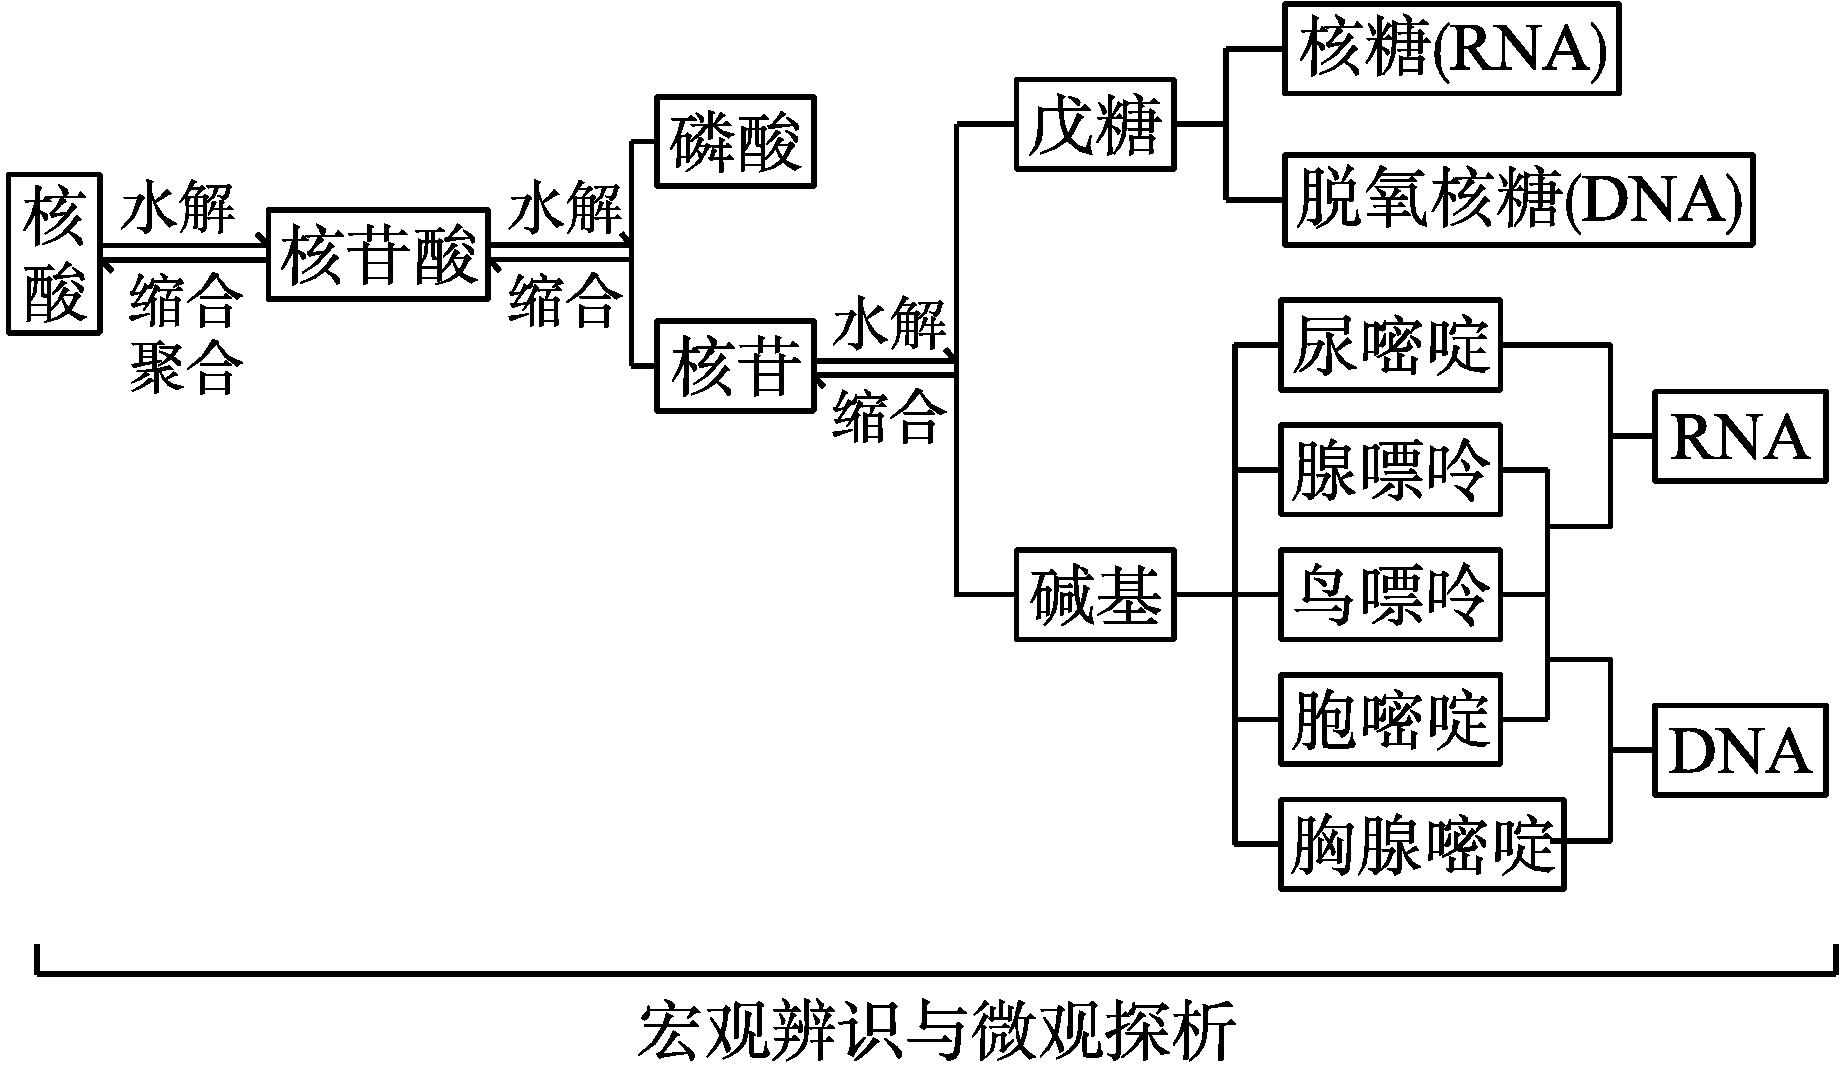 核酸
水解
缩合
聚合
核苷酸
水解
缩合
磷酸
核苷
水解
缩合
戊糖
核糖(RNA)
脱氧核糖(DNA)
碱基
尿嘧啶
腺嘌呤
鸟嘌呤
胞嘧啶
胸腺嘧啶
RNA
DNA
宏观辨识与微观探析